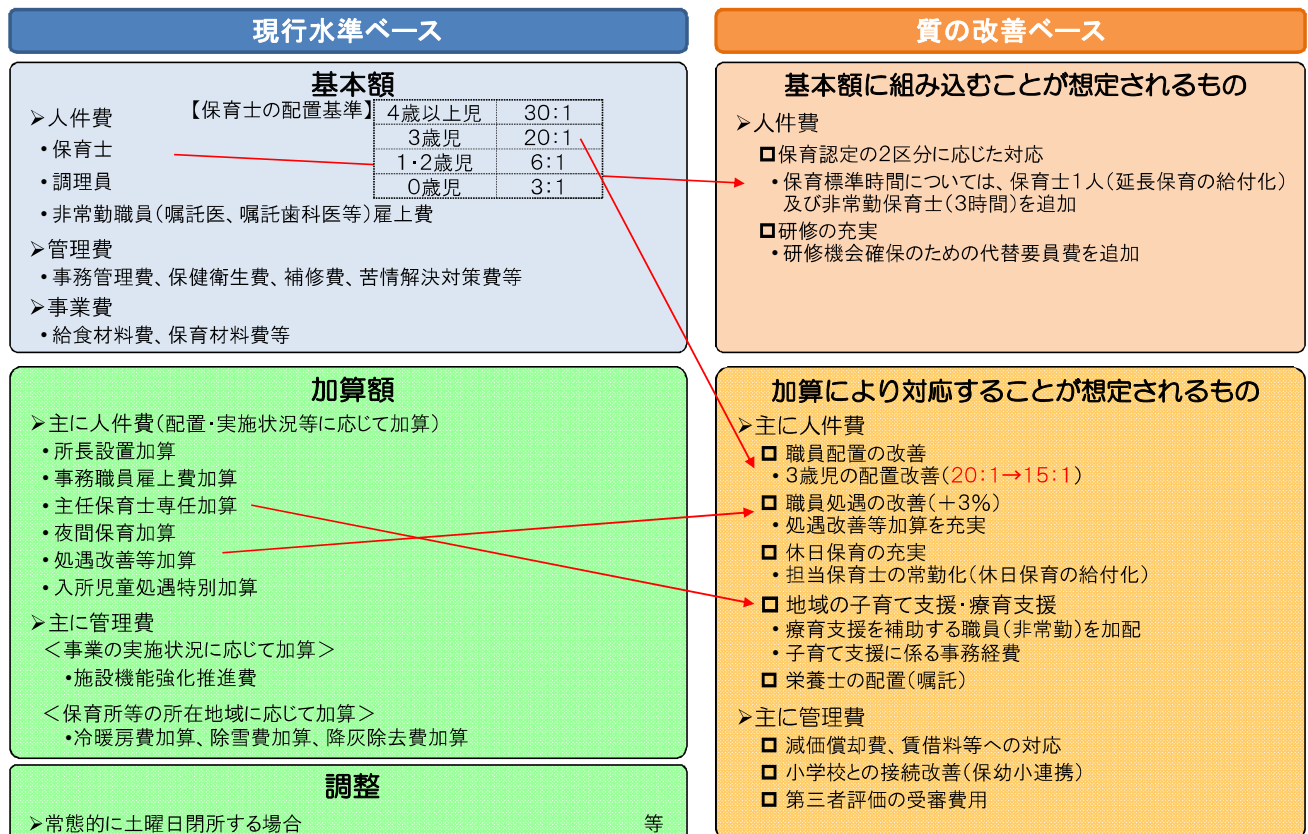 現行水準ベース
基本額
➢人件費
【保育士の配置基準】
4歳以上児 30:1
3歳児 20:1
1・2歳児 6:1
0歳児 3:1
・保育士
・調理員
・非常勤職員(嘱託医、嘱託歯科医等)雇上費
➢管理費
・事務管理費、保健衛生費、補修費、苦情解決対策費等
➢事業費
・給食材料費、保育材料費等
加算額
➢主に人件費(配置・実施状況等に応じて加算)
・所長設置加算
・事務職員雇上費加算
・主任保育士専任加算
・夜間保育加算
・処遇改善等加算
・入所児童処遇特別加算
➢主に管理費
＜事業の実施状況に応じて加算＞
・施設機能強化推進費
＜保育所等の所在地域に応じて加算＞
・冷暖房費加算、除雪費加算、降灰除去費加算
調整
➢常態的に土曜日閉所する場合 等
質の改善ベース
基本額に組み込むことが想定されるもの
➢人件費
□保育認定の2区分に応じた対応
・保育標準時間については、保育士1人(延長保育の給付化)
及び非常勤保育士(3時間)を追加
□研修の充実
・研修機会確保のための代替要員費を追加
加算により対応することが想定されるもの
➢主に人件費
□ 職員配置の改善
・3歳児の配置改善(20:1→15:1)
□ 職員処遇の改善(＋3%)
・処遇改善等加算を充実
□ 休日保育の充実
・担当保育士の常勤化(休日保育の給付化)
□ 地域の子育て支援・療育支援
・療育支援を補助する職員(非常勤)を加配
・子育て支援に係る事務経費
□ 栄養士の配置(嘱託)
➢主に管理費
□ 減価償却費、賃借料等への対応
□ 小学校との接続改善(保幼小連携)
□ 第三者評価の受審費用